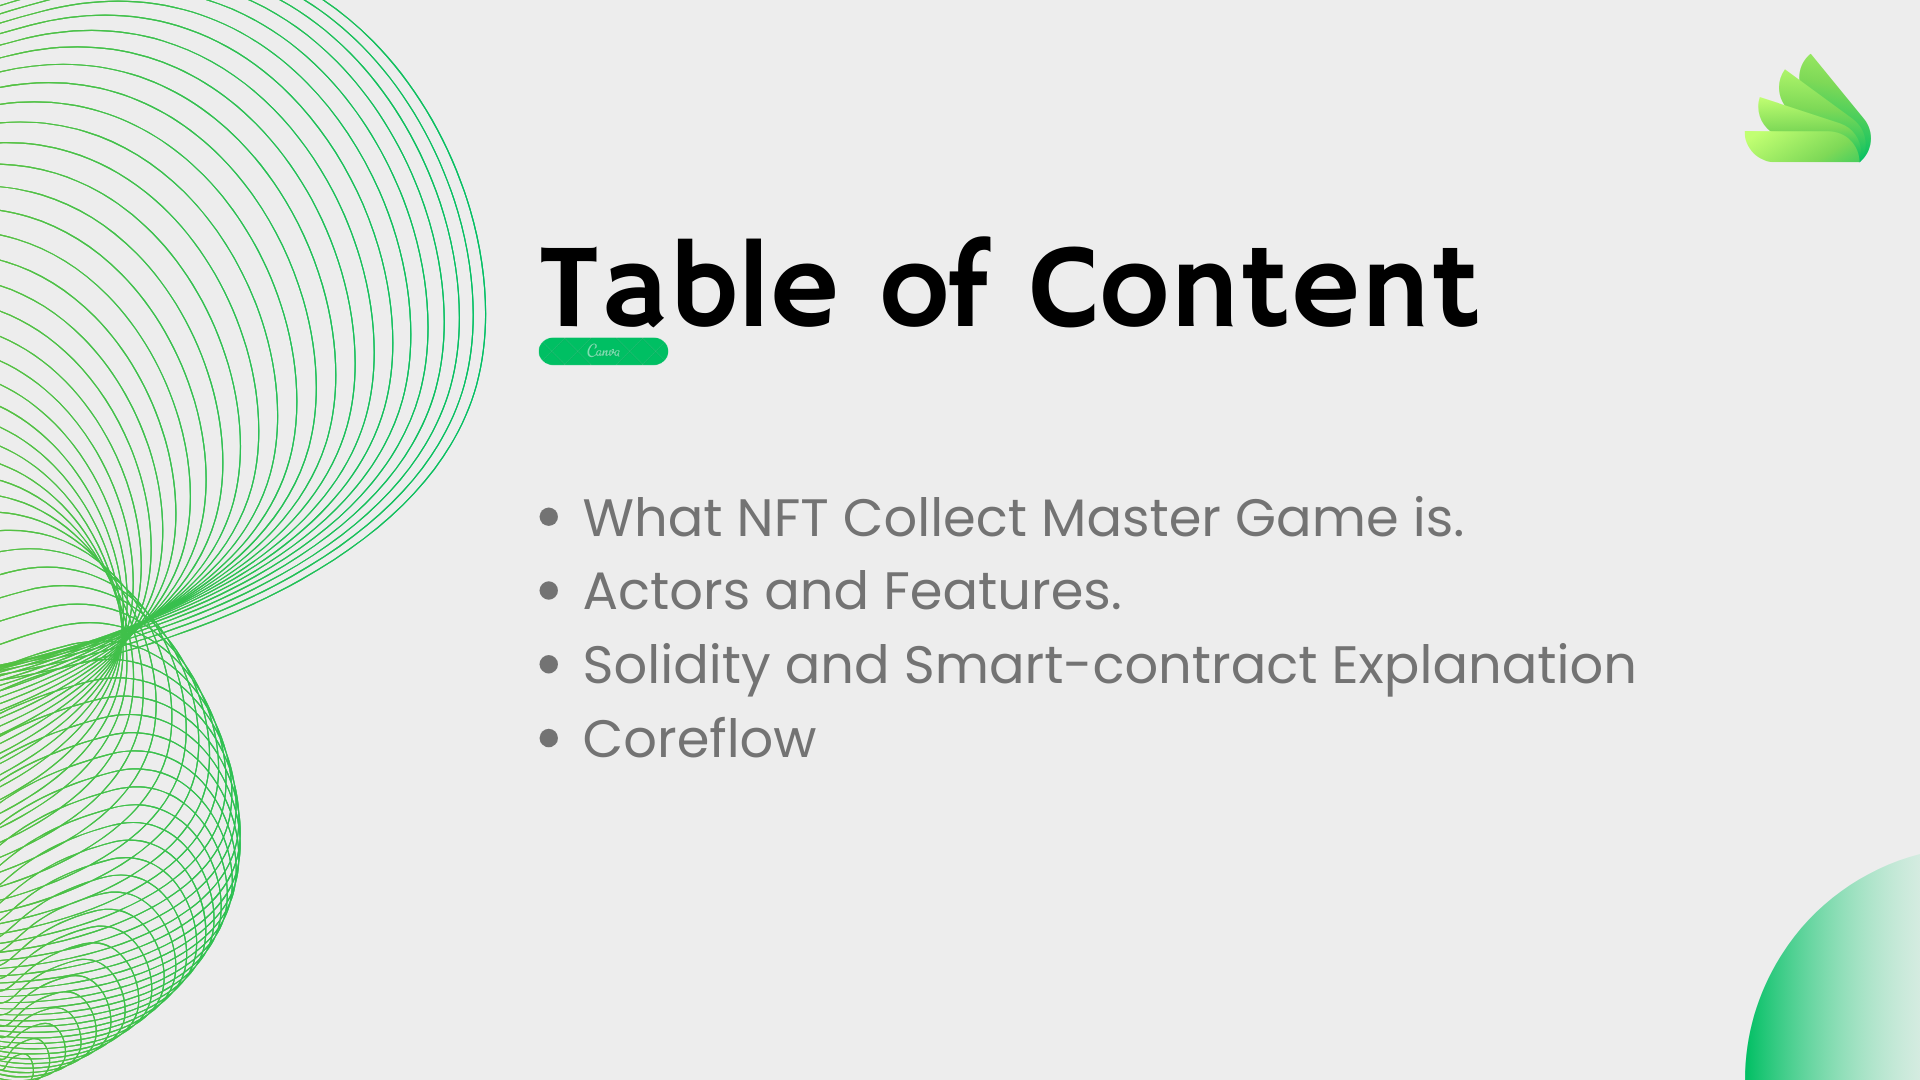 Table of Content
Canva
• What NFT Collect Master Game is.
• Actors and Features.
• Solidity and Smart-contract Explanation
• Coreflow